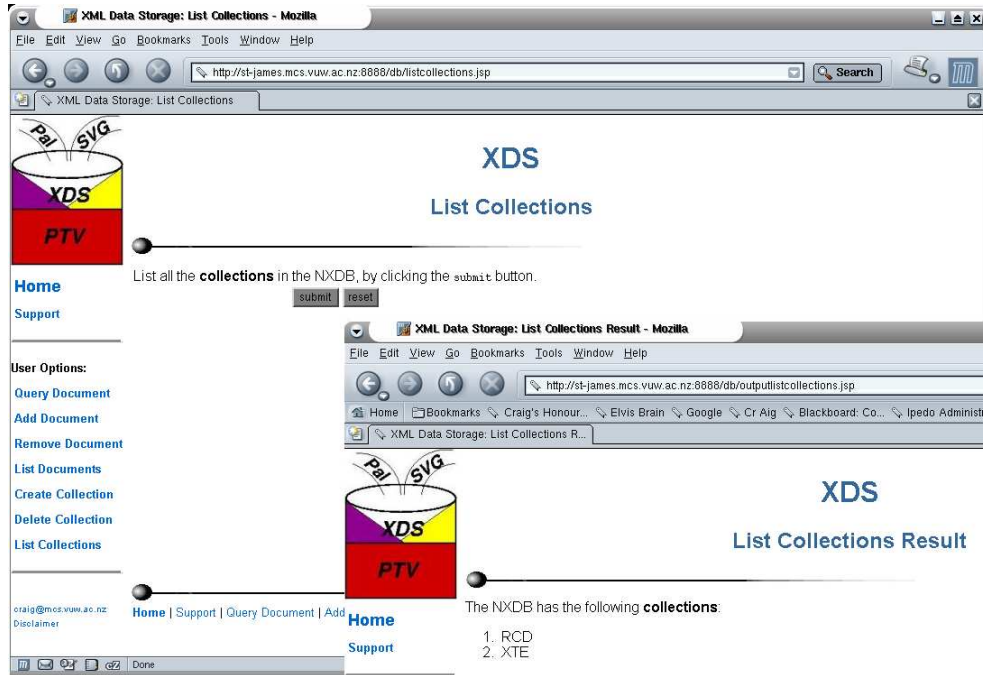 XML Data Storage: List Collections - Mozilla
File Edit View Go Bookmarks Tools Window Help
http://st-james.mcs.vuw.ac.nz:8888/db/listcollections.jsp
Search
XML Data Storage: List Collections
Pal SVG
XDS
PTV
XDS
List Collections
List all the collections in the NXDB, by clicking the submit button.
submit reset
Home
Support
User Options:
Query Document
Add Document
Remove Document
List Documents
Create Collection
Delete Collection
List Collections
craig@mcs.vuw.ac.nz
Disclaimer
Home | Support | Query Document | Add
Done
XML Data Storage: List Collections Result - Mozilla
File Edit View Go Bookmarks Tools Window Help
http://st-james.mcs.vuw.ac.nz:8888/db/outputlistcollections.jsp
Home Bookmarks Craig's Honour... Elvis Brain Google Cr Aig Blackboard: Co... Ipedo Administ
XML Data Storage: List Collections R...
Pal SVG
XDS
PTV
XDS
List Collections Result
The NXDB has the following collections:
1. RCD
2. XTE
Home
Support